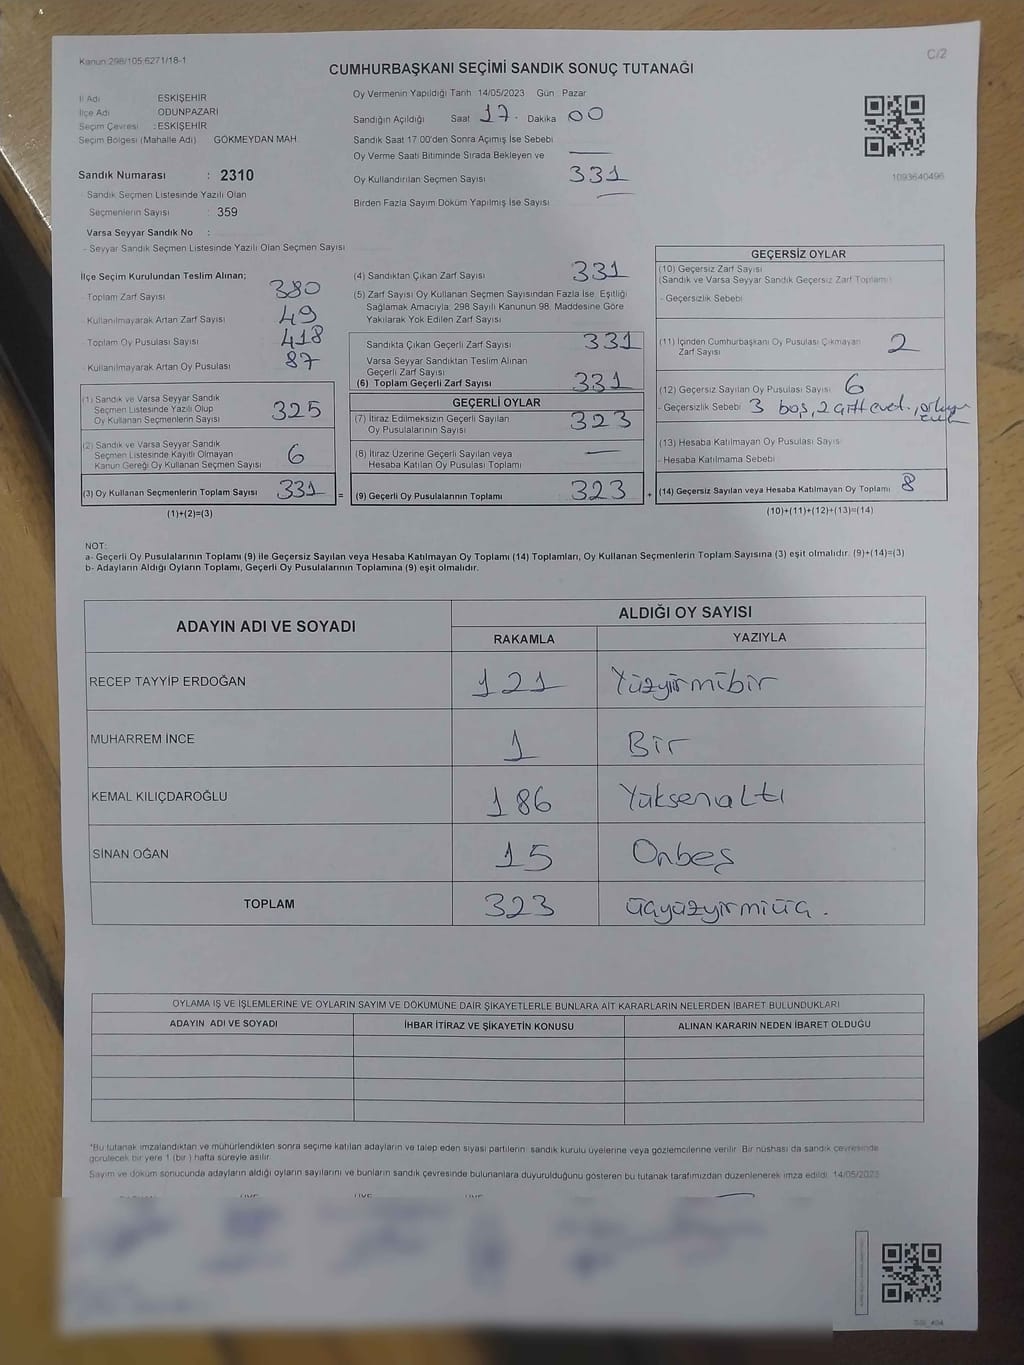 Kanun:298/105;6271/18-1
C/2
CUMHURBAŞKANI SEÇİMİ SANDIK SONUÇ TUTANAĞI
İl Adı ESKİŞEHİR
İlçe Adı ODUNPAZARI
Seçim Çevresi : ESKİŞEHİR
Seçim Bölgesi (Mahalle Adı) GÖKMEYDAN MAH.
Oy Vermenin Yapıldığı Tarih 14/05/2023 Gün Pazar
Sandığın Açıldığı Saat 17. Dakika 00
Sandık Saat 17 00'den Sonra Açımış İse Sebebi
Oy Verme Saati Bitiminde Sırada Bekleyen ve
Oy Kullandırılan Seçmen Sayısı 331
Birden Fazla Sayım Döküm Yapılmış İse Sayısı
1093640496
Sandık Numarası : 2310
- Sandık Seçmen Listesinde Yazılı Olan
Seçmenlerin Sayısı : 359
Varsa Seyyar Sandık No :
- Seyyar Sandık Seçmen Listesinde Yazılı Olan Seçmen Sayısı
İlçe Seçim Kurulundan Teslim Alınan;
- Toplam Zarf Sayısı 380
- Kullanılmayarak Artan Zarf Sayısı 49
- Toplam Oy Pusulası Sayısı 418
- Kullanılmayarak Artan Oy Pusulası 87
(1) Sandık ve Varsa Seyyar Sandık
Seçmen Listesinde Yazılı Olup
Oy Kullanan Seçmenlerin Sayısı 325
(2) Sandık ve Varsa Seyyar Sandık
Seçmen Listesinde Kayıtlı Olmayan
Kanun Gereği Oy Kullanan Seçmen Sayısı 6
(3) Oy Kullanan Seçmenlerin Toplam Sayısı 331 =
(1)+(2)=(3)
(4) Sandıktan Çıkan Zarf Sayısı 331
(5) Zarf Sayısı Oy Kullanan Seçmen Sayısından Fazla İse, Eşitliği
Sağlamak Amacıyla, 298 Sayılı Kanunun 98. Maddesine Göre
Yakılarak Yok Edilen Zarf Sayısı
Sandıkta Çıkan Geçerli Zarf Sayısı 331
Varsa Seyyar Sandıktan Teslim Alınan
Geçerli Zarf Sayısı
(6) Toplam Geçerli Zarf Sayısı 331
GEÇERLİ OYLAR
(7) İtiraz Edilmeksizin Geçerli Sayılan
Oy Pusulalarının Sayısı 323
(8) İtiraz Üzerine Geçerli Sayılan veya
Hesaba Katılan Oy Pusulası Toplamı —
(9) Geçerli Oy Pusulalarının Toplamı 323 +
GEÇERSİZ OYLAR
(10) Geçersiz Zarf Sayısı
(Sandık ve Varsa Seyyar Sandık Geçersiz Zarf Toplamı)
- Geçersizlik Sebebi
(11) İçinden Cumhurbaşkanı Oy Pusulası Çıkmayan
Zarf Sayısı 2
(12) Geçersiz Sayılan Oy Pusulası Sayısı 6
- Geçersizlik Sebebi 3 boş, 2 çift evet.,
(13) Hesaba Katılmayan Oy Pusulası Sayısı
- Hesaba Katılmama Sebebi
(14) Geçersiz Sayılan veya Hesaba Katılmayan Oy Toplamı 8
(10)+(11)+(12)+(13)=(14)
NOT:
a- Geçerli Oy Pusulalarının Toplamı (9) ile Geçersiz Sayılan veya Hesaba Katılmayan Oy Toplamı (14) Toplamları, Oy Kullanan Seçmenlerin Toplam Sayısına (3) eşit olmalıdır. (9)+(14)=(3)
b- Adayların Aldığı Oyların Toplamı, Geçerli Oy Pusulalarının Toplamına (9) eşit olmalıdır.
ADAYIN ADI VE SOYADI
ALDIĞI OY SAYISI
RAKAMLA YAZIYLA
RECEP TAYYİP ERDOĞAN 121 Yüzyirmibir
MUHARREM İNCE 1 Bir
KEMAL KILIÇDAROĞLU 186 Yüksenaltı
SİNAN OĞAN 15 Onbeş
TOPLAM 323 üçyüzyirmiüç.
OYLAMA İŞ VE İŞLEMLERİNE VE OYLARIN SAYIM VE DÖKÜMÜNE DAİR ŞİKAYETLERLE BUNLARA AİT KARARLARIN NELERDEN İBARET BULUNDUKLARI
ADAYIN ADI VE SOYADI İHBAR İTİRAZ VE ŞİKAYETİN KONUSU ALINAN KARARIN NEDEN İBARET OLDUĞU
*Bu tutanak imzalandıktan ve mühürlendikten sonra seçime katılan adayların ve talep eden siyasi partilerin sandık kurulu üyelerine veya gözlemcilerine verilir. Bir nüshası da sandık çevresinde
görülecek bir yere 1 (bir ) hafta süreyle asılır.
Sayım ve döküm sonucunda adayların aldığı oyların sayılarını ve bunların sandık çevresinde bulunanlara duyurulduğunu gösteren bu tutanak tarafımızdan düzenlenerek imza edildi. 14/05/2023